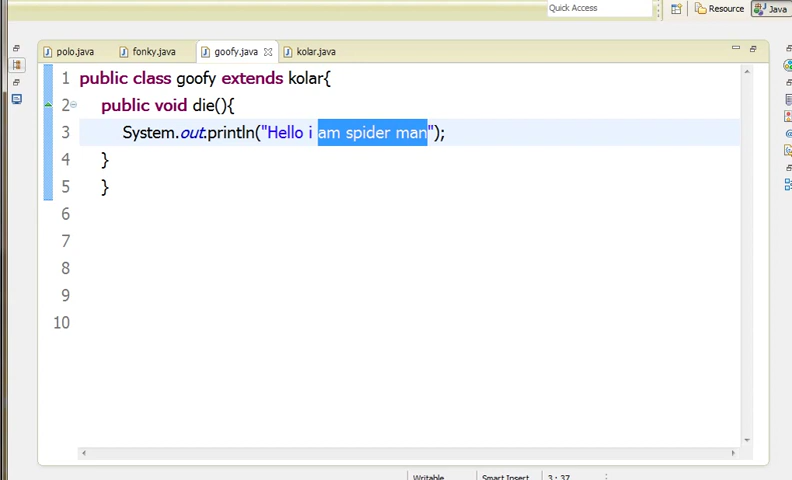 Quick Access
Resource
Java
polo.java
fonky.java
goofy.java
kolar.java
1 public class goofy extends kolar{
2 public void die(){
3 System.out.println("Hello i am spider man");
4 }
5 }
6
7
8
9
10
Writable
Smart Insert
3 : 37